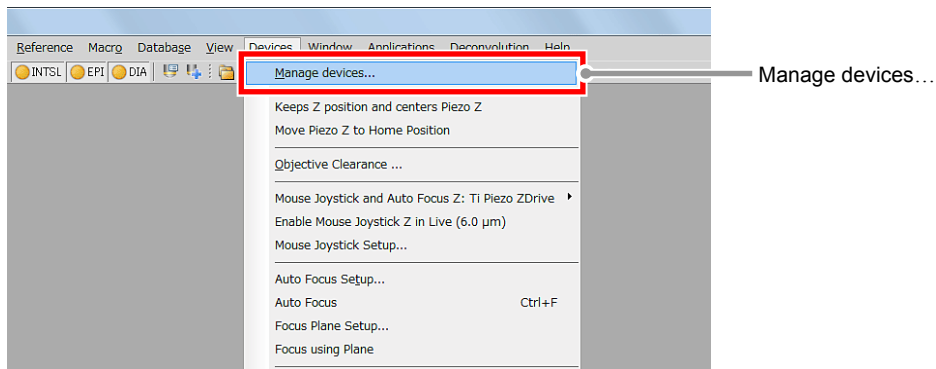 Reference Macro Database View Devices Window Applications Deconvolution Help
INTSL EPI DIA
Manage devices...
Manage devices…
Keeps Z position and centers Piezo Z
Move Piezo Z to Home Position
Objective Clearance ...
Mouse Joystick and Auto Focus Z: Ti Piezo ZDrive
Enable Mouse Joystick Z in Live (6.0 µm)
Mouse Joystick Setup...
Auto Focus Setup...
Auto Focus Ctrl+F
Focus Plane Setup...
Focus using Plane